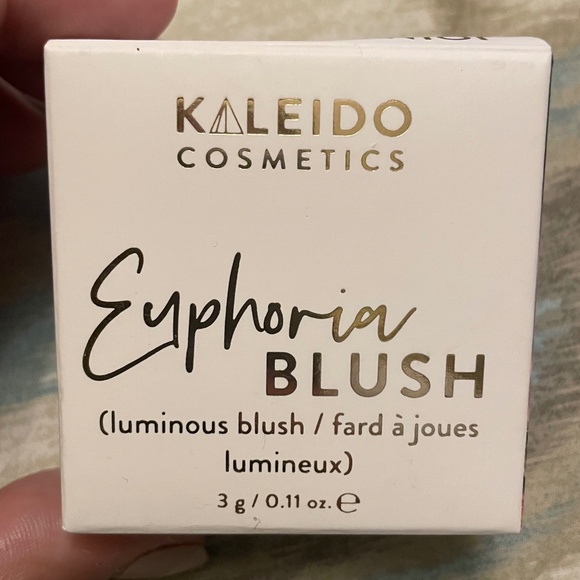 KALEIDO
COSMETICS
Euphoria
BLUSH
(luminous blush / fard à joues
lumineux)
3 g / 0.11 oz. ℮